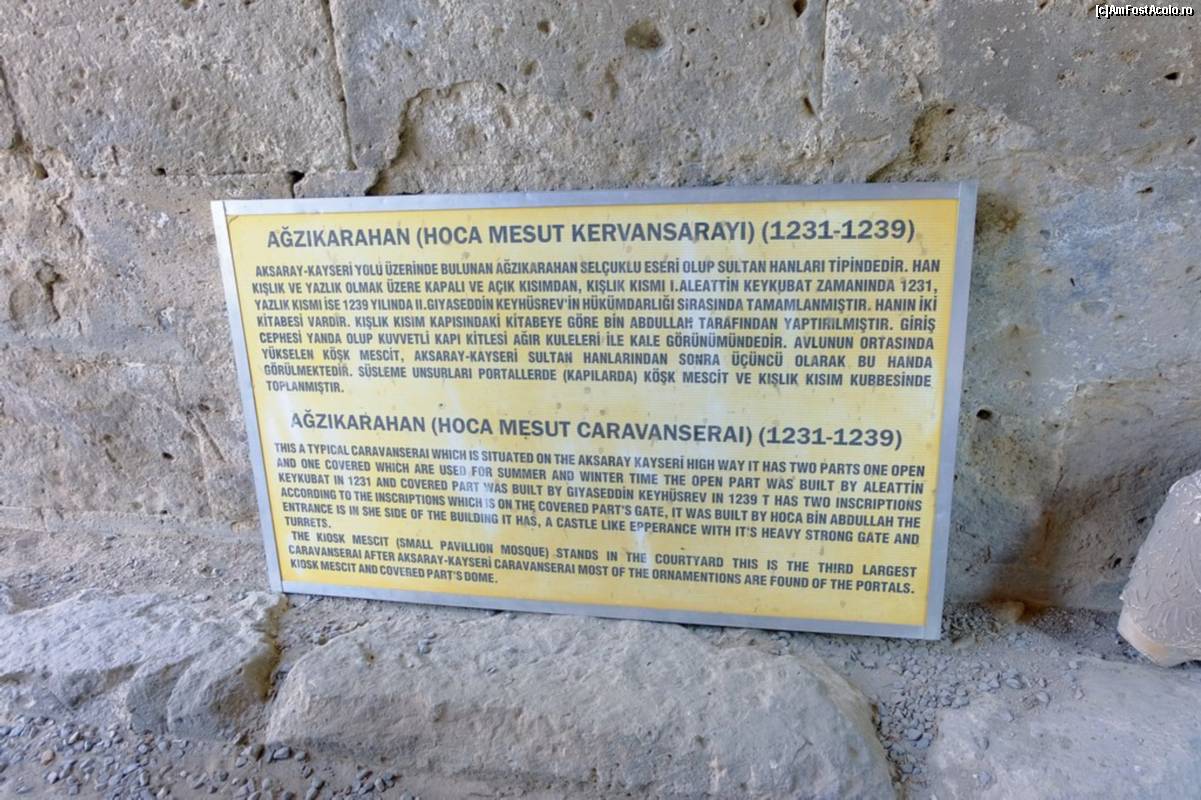 [c]AmFostAcolo.ro
AĞZIKARAHAN (HOCA MESUT KERVANSARAYI) (1231-1239)
AKSARAY-KAYSERİ YOLU ÜZERİNDE BULUNAN AĞZIKARAHAN SELÇUKLU ESERİ OLUP SULTAN HANLARI TİPİNDEDİR. HAN
KIŞLIK VE YAZLIK OLMAK ÜZERE KAPALI VE AÇIK KISIMDAN, KIŞLIK KISMI I.ALEATTİN KEYKUBAT ZAMANINDA 1231,
YAZLIK KISMI İSE 1239 YILINDA II.GIYASEDDİN KEYHÜSREV'İN HÜKÜMDARLIĞI SIRASINDA TAMAMLANMIŞTIR. HANIN İKİ
KİTABESİ VARDIR. KIŞLIK KISIM KAPISINDAKİ KİTABEYE GÖRE BİN ABDULLAH TARAFINDAN YAPTIRILMIŞTIR. GİRİŞ
CEPHESİ YANDA OLUP KUVVETLİ KAPI KİTLESİ AĞIR KULELERİ İLE KALE GÖRÜNÜMÜNDEDİR. AVLUNUN ORTASINDA
YÜKSELEN KÖŞK MESCİT, AKSARAY-KAYSERİ SULTAN HANLARINDAN SONRA ÜÇÜNCÜ OLARAK BU HANDA
GÖRÜLMEKTEDİR. SÜSLEME UNSURLARI PORTALLERDE (KAPILARDA) KÖŞK MESCİT VE KIŞLIK KISIM KUBBESİNDE
TOPLANMIŞTIR.
AĞZIKARAHAN (HOCA MESUT CARAVANSERAI) (1231-1239)
THIS A TYPICAL CARAVANSERAI WHICH IS SITUATED ON THE AKSARAY KAYSERİ HIGH WAY IT HAS TWO PARTS ONE OPEN
AND ONE COVERED WHICH ARE USED FOR SUMMER AND WINTER TIME THE OPEN PART WAS BUILT BY ALEATTİN
KEYKUBAT IN 1231 AND COVERED PART WAS BUILT BY GIYASEDDİN KEYHÜSREV IN 1239 T HAS TWO INSCRIPTIONS
ACCORDING TO THE INSCRIPTIONS WHICH IS ON THE COVERED PART'S GATE, IT WAS BUILT BY HOCA BİN ABDULLAH THE
ENTRANCE IS IN SHE SIDE OF THE BUILDING IT HAS, A CASTLE LIKE EPPERANCE WITH IT'S HEAVY STRONG GATE AND
TURRETS.
THE KIOSK MESCIT (SMALL PAVILLION MOSQUE) STANDS IN THE COURTYARD THIS IS THE THIRD LARGEST
CARAVANSERAI AFTER AKSARAY-KAYSERİ CARAVANSERAI MOST OF THE ORNAMENTIONS ARE FOUND OF THE PORTALS.
KIOSK MESCIT AND COVERED PART'S DOME.